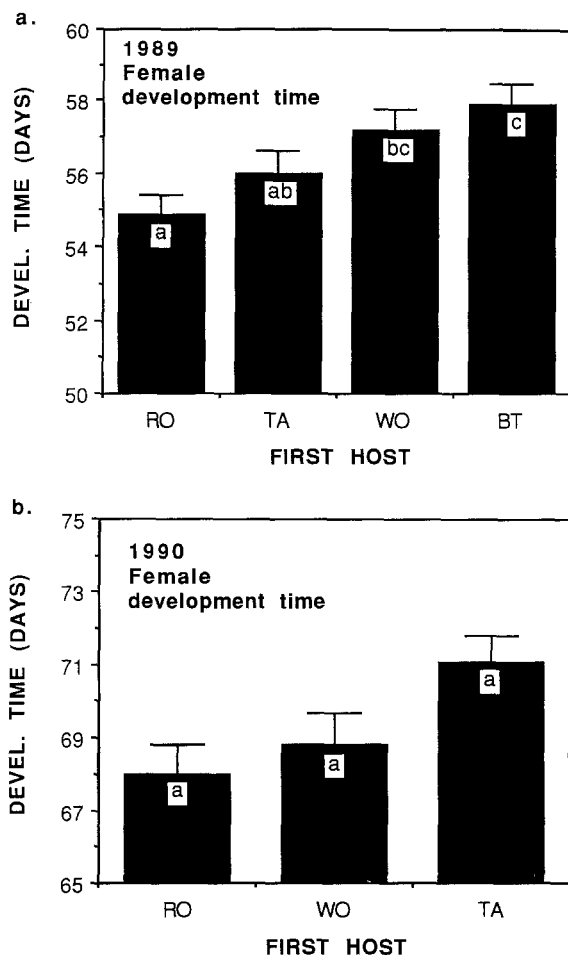 a.
60
58
56
54
52
50
DEVEL. TIME (DAYS)
1989
Female
development time
a
ab
bc
c
RO TA WO BT
FIRST HOST
b.
75
73
71
69
67
65
DEVEL. TIME (DAYS)
1990
Female
development time
a
a
a
RO WO TA
FIRST HOST